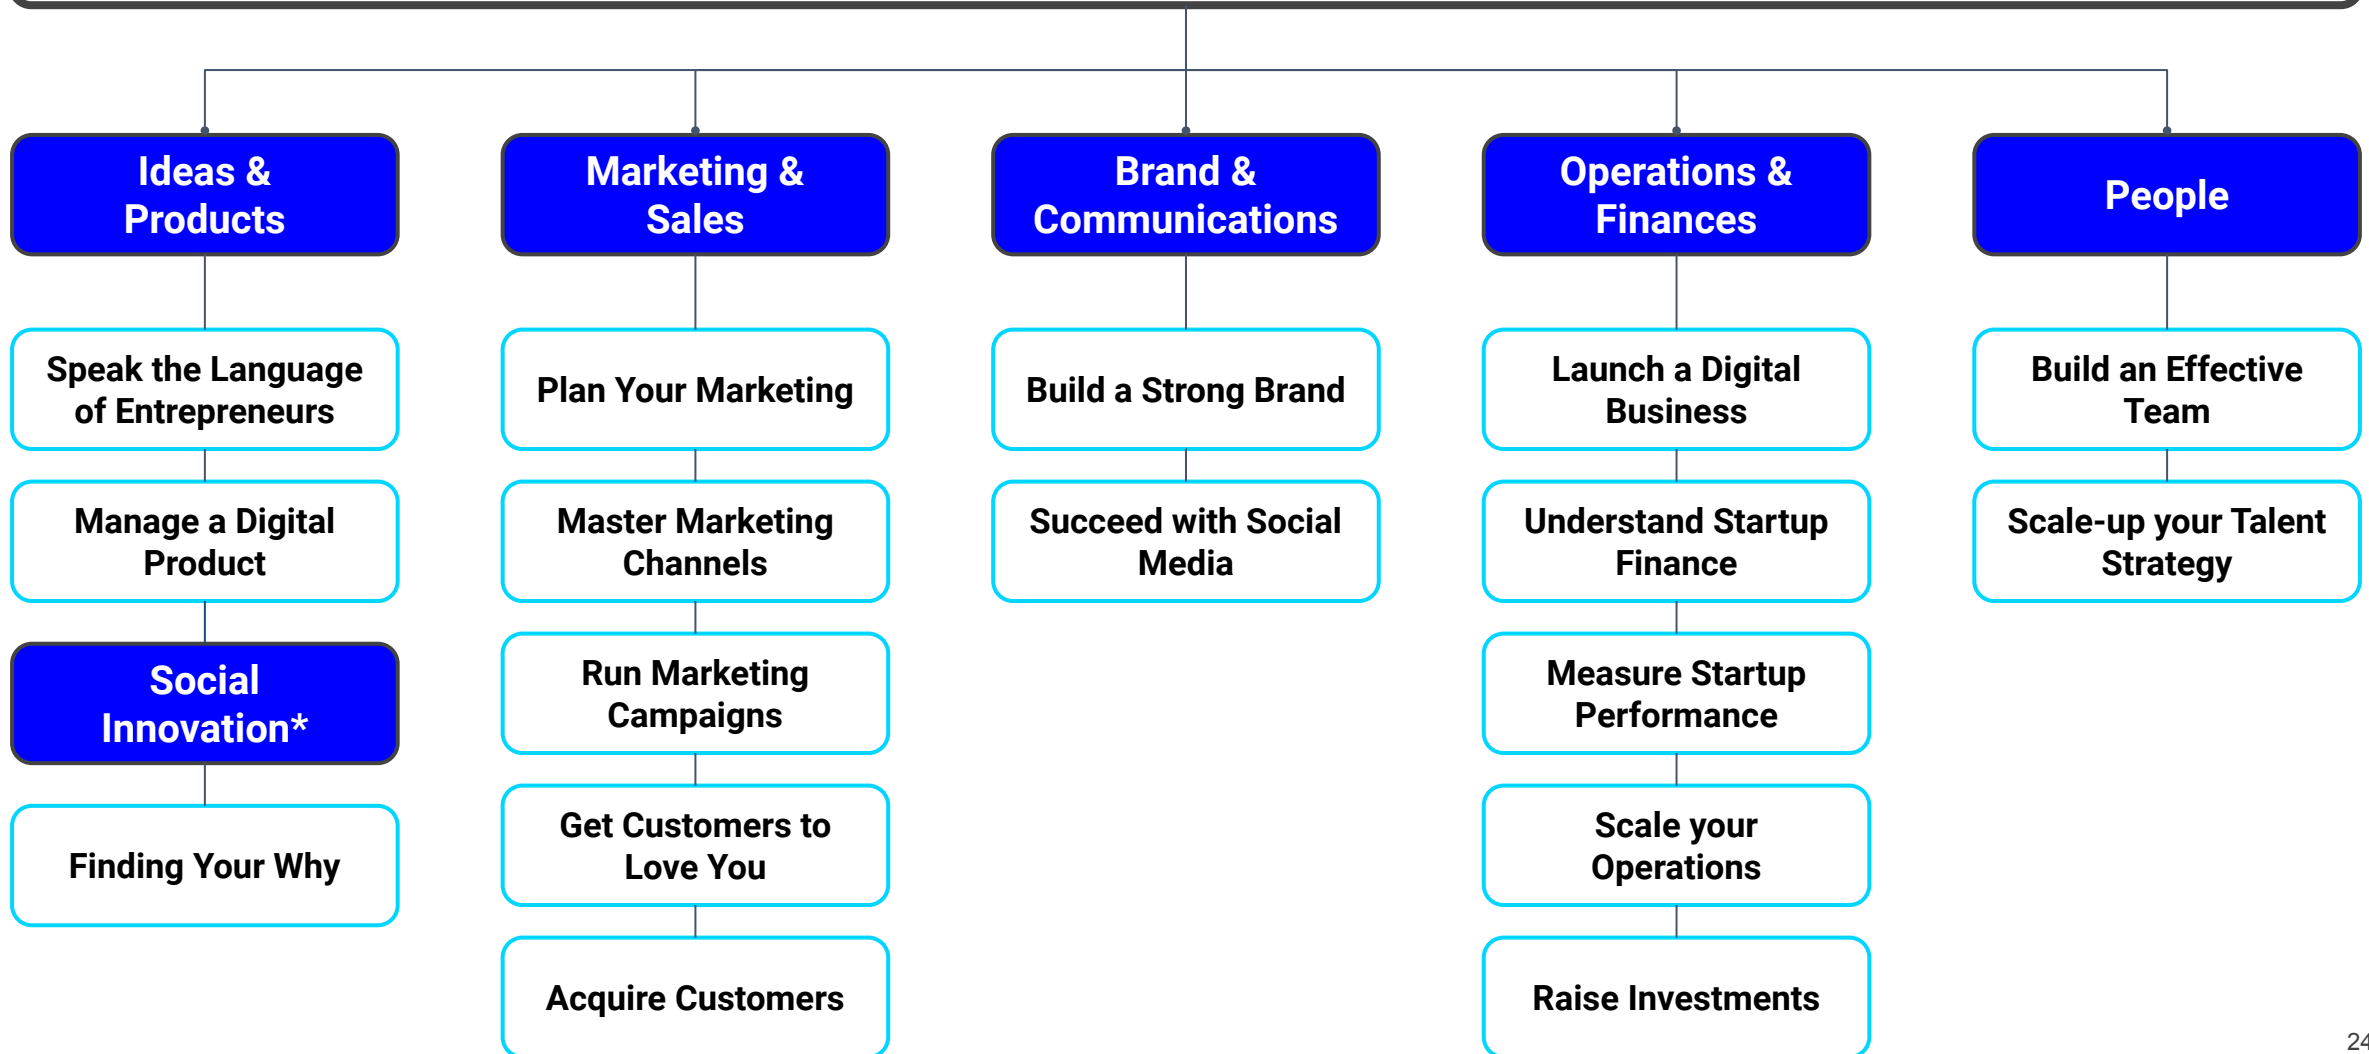 Ideas &
Products
Marketing &
Sales
Brand &
Communications
Operations &
Finances
People
Speak the Language
of Entrepreneurs
Plan Your Marketing
Build a Strong Brand
Launch a Digital
Business
Build an Effective
Team
Manage a Digital
Product
Master Marketing
Channels
Succeed with Social
Media
Understand Startup
Finance
Scale-up your Talent
Strategy
Social
Innovation*
Run Marketing
Campaigns
Measure Startup
Performance
Finding Your Why
Get Customers to
Love You
Scale your
Operations
Acquire Customers
Raise Investments
24